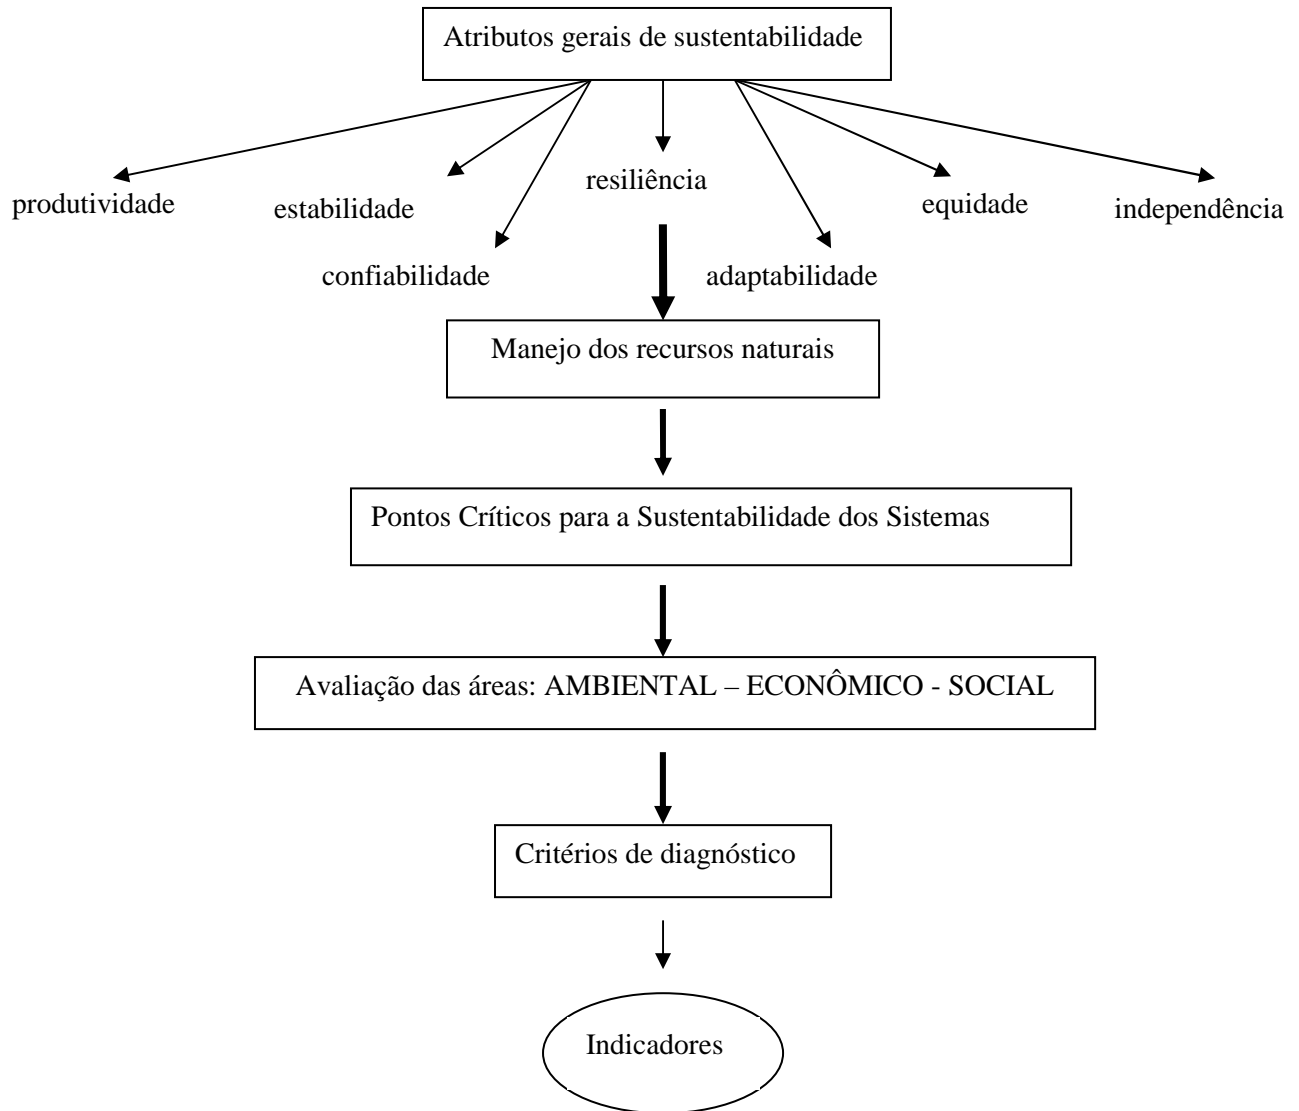 Atributos gerais de sustentabilidade
resiliência
produtividade
estabilidade
equidade
independência
confiabilidade
adaptabilidade
Manejo dos recursos naturais
Pontos Críticos para a Sustentabilidade dos Sistemas
Avaliação das áreas: AMBIENTAL – ECONÔMICO - SOCIAL
Critérios de diagnóstico
Indicadores